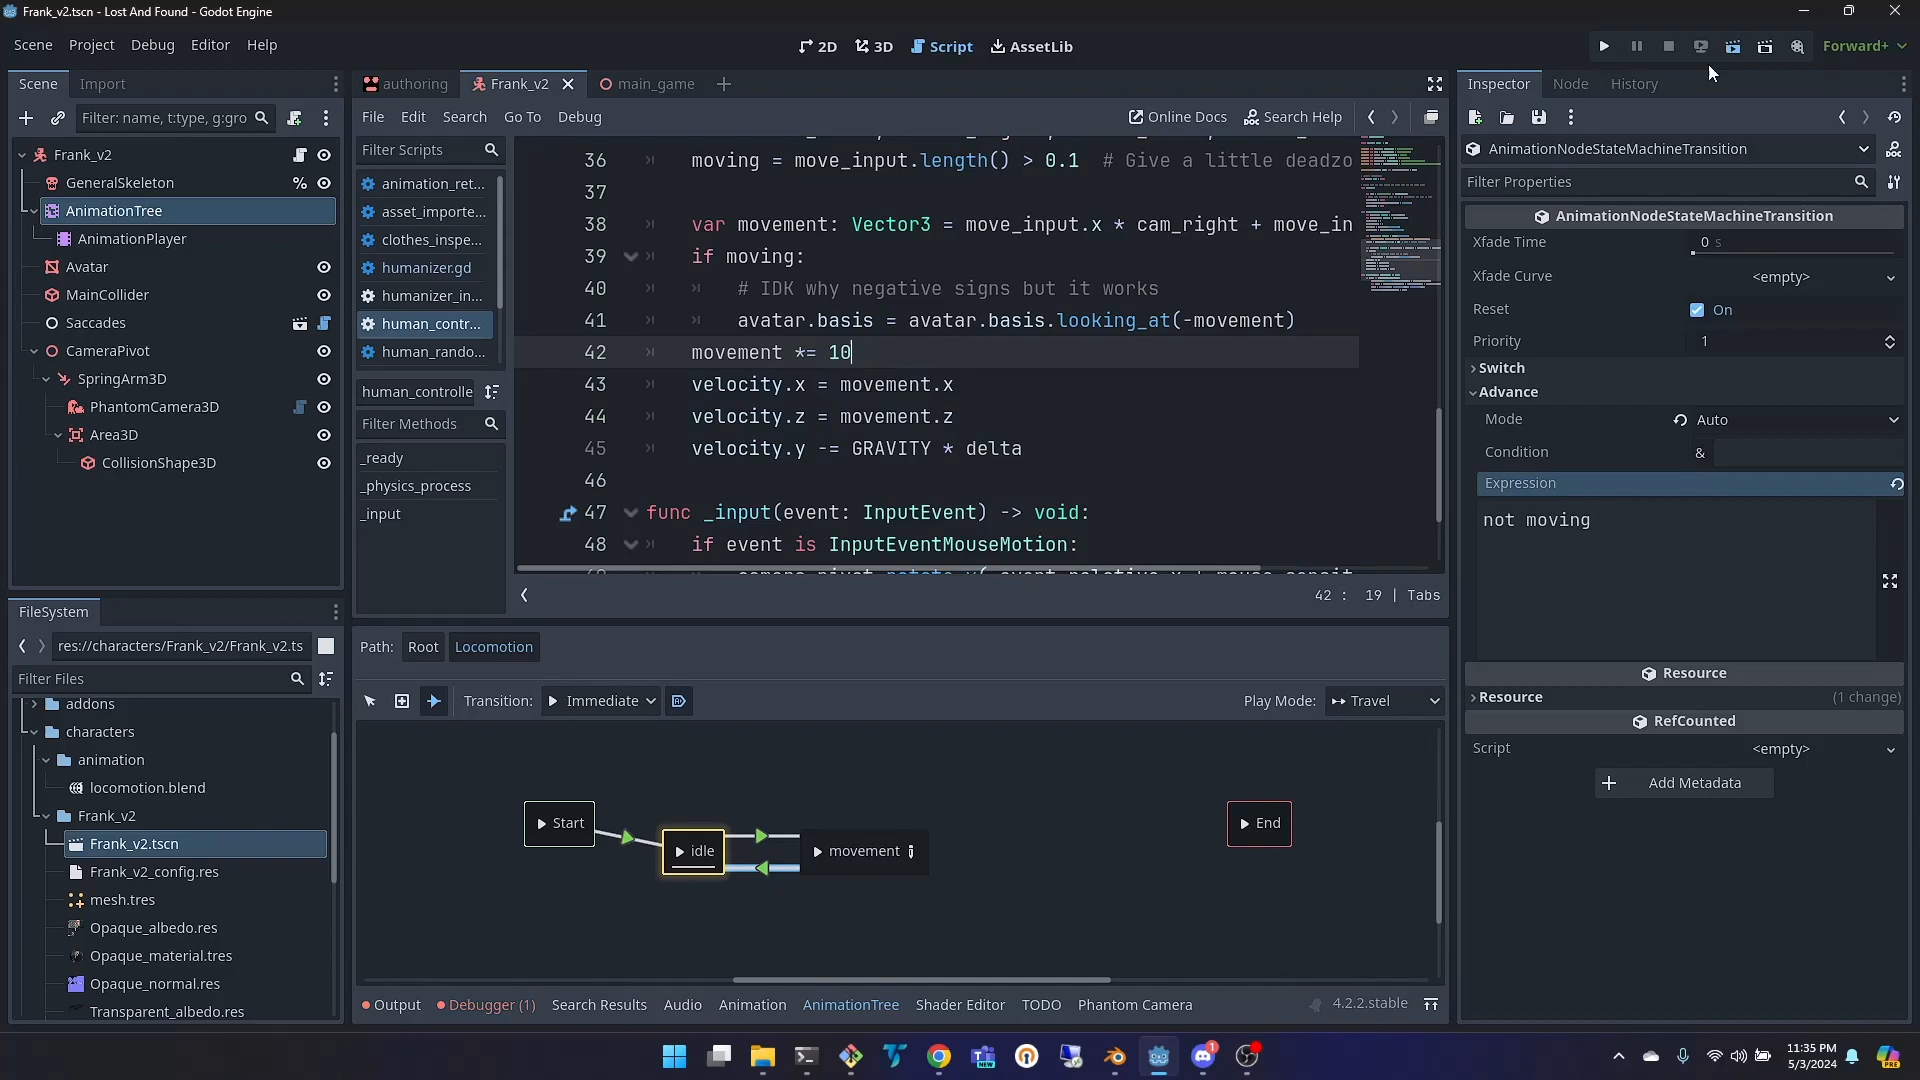 Frank_v2.tscn - Lost And Found - Godot Engine
Scene Project Debug Editor Help
2D 3D Script AssetLib
Forward+
Scene Import
Filter: name, t:type, g:gro
Frank_v2
GeneralSkeleton
AnimationTree
AnimationPlayer
Avatar
MainCollider
Saccades
CameraPivot
SpringArm3D
PhantomCamera3D
Area3D
CollisionShape3D
FileSystem
res://characters/Frank_v2/Frank_v2.ts
Filter Files
addons
characters
animation
locomotion.blend
Frank_v2
Frank_v2.tscn
Frank_v2_config.res
mesh.tres
Opaque_albedo.res
Opaque_material.tres
Opaque_normal.res
Transparent_albedo.res
authoring Frank_v2 main_game
File Edit Search Go To Debug
Online Docs Search Help
Filter Scripts
animation_ret...
asset_importe...
clothes_inspe...
humanizer.gd
humanizer_in...
human_contr...
human_rando...
human_controlle
Filter Methods
_ready
_physics_process
_input
36 moving = move_input.length() > 0.1 # Give a little deadzo
37
38 var movement: Vector3 = move_input.x * cam_right + move_in
39 if moving:
40 # IDK why negative signs but it works
41 avatar.basis = avatar.basis.looking_at(-movement)
42 movement *= 10
43 velocity.x = movement.x
44 velocity.z = movement.z
45 velocity.y -= GRAVITY * delta
46
47 func _input(event: InputEvent) -> void:
48 if event is InputEventMouseMotion:
42 : 19 | Tabs
Path: Root Locomotion
Transition: Immediate
Play Mode: Travel
Start
idle
movement
End
Output Debugger (1) Search Results Audio Animation AnimationTree Shader Editor TODO Phantom Camera
4.2.2.stable
Inspector Node History
AnimationNodeStateMachineTransition
Filter Properties
AnimationNodeStateMachineTransition
Xfade Time 0 s
Xfade Curve <empty>
Reset On
Priority 1
Switch
Advance
Mode Auto
Condition &
Expression
not moving
Resource
Resource (1 change)
RefCounted
Script <empty>
Add Metadata
NEW
1
11:35 PM
5/3/2024
PRE